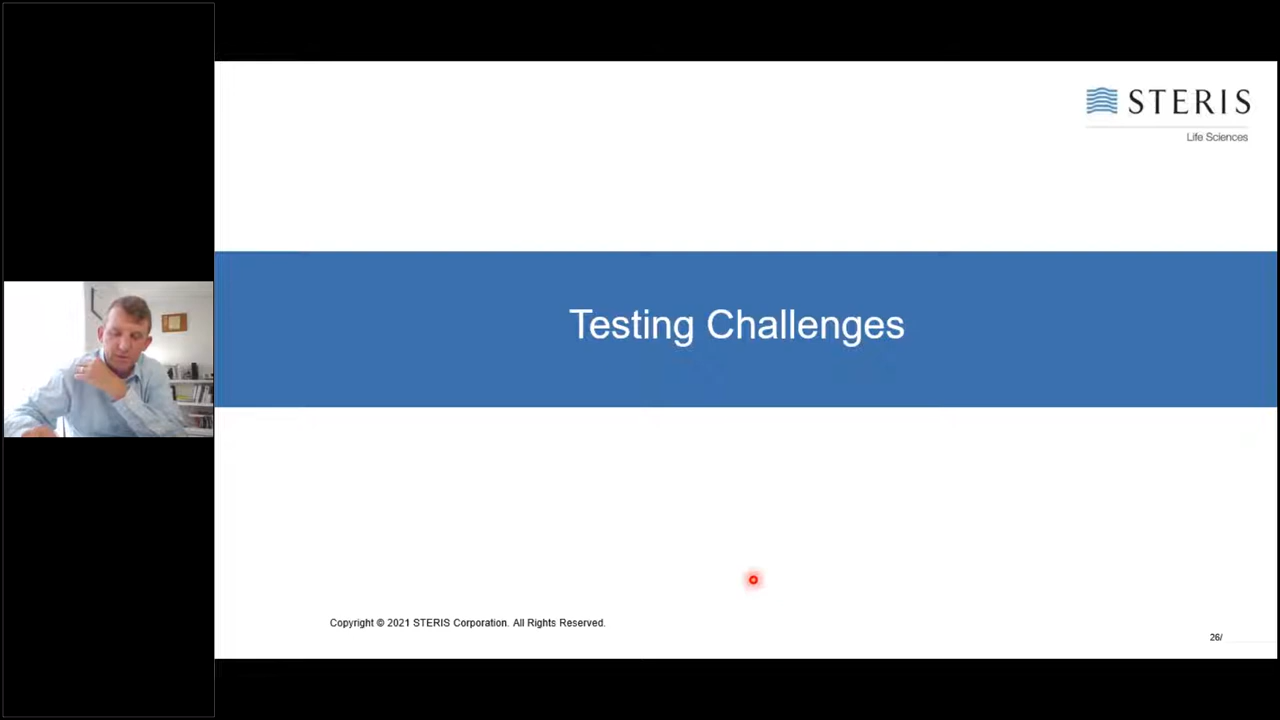 STERIS
Life Sciences
Testing Challenges
Copyright © 2021 STERIS Corporation. All Rights Reserved.
26/